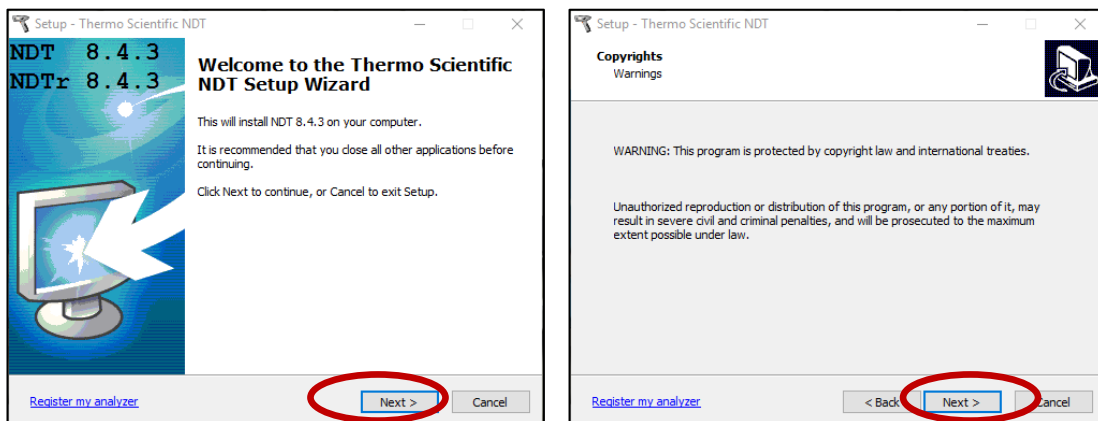 Setup - Thermo Scientific NDT
NDT 8.4.3
NDTr 8.4.3
Welcome to the Thermo Scientific
NDT Setup Wizard
This will install NDT 8.4.3 on your computer.
It is recommended that you close all other applications before
continuing.
Click Next to continue, or Cancel to exit Setup.
Register my analyzer
Next >
Cancel
Setup - Thermo Scientific NDT
Copyrights
Warnings
WARNING: This program is protected by copyright law and international treaties.
Unauthorized reproduction or distribution of this program, or any portion of it, may
result in severe civil and criminal penalties, and will be prosecuted to the maximum
extent possible under law.
Register my analyzer
< Back
Next >
Cancel